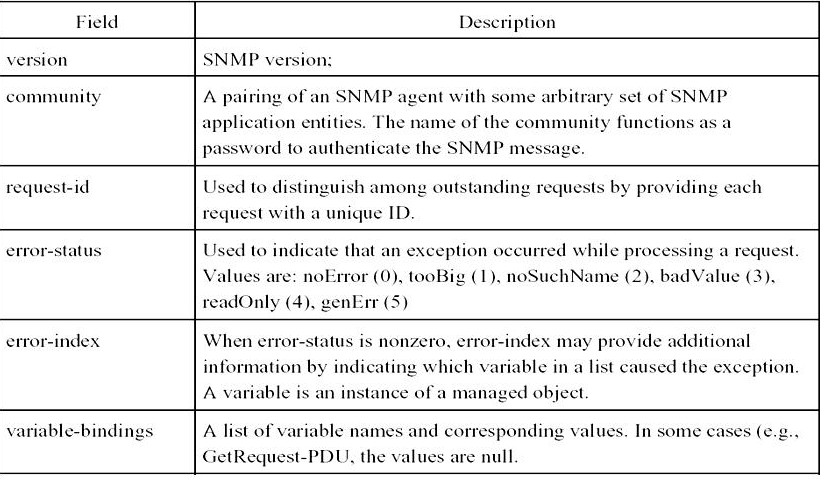 Field Description
version SNMP version;
community A pairing of an SNMP agent with some arbitrary set of SNMP
application entities. The name of the community functions as a
password to authenticate the SNMP message.
request-id Used to distinguish among outstanding requests by providing each
request with a unique ID.
error-status Used to indicate that an exception occurred while processing a request.
Values are: noError (0), tooBig (1), noSuchName (2), badValue (3),
readOnly (4), genErr (5)
error-index When error-status is nonzero, error-index may provide additional
information by indicating which variable in a list caused the exception.
A variable is an instance of a managed object.
variable-bindings A list of variable names and corresponding values. In some cases (e.g.,
GetRequest-PDU, the values are null.